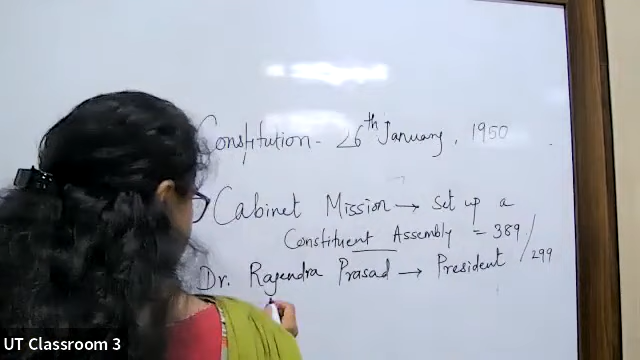 Constitution - 26th January, 1950
Cabinet Mission → Set up a
Constituent Assembly = 389/299
Dr. Rajendra Prasad → President
UT Classroom 3